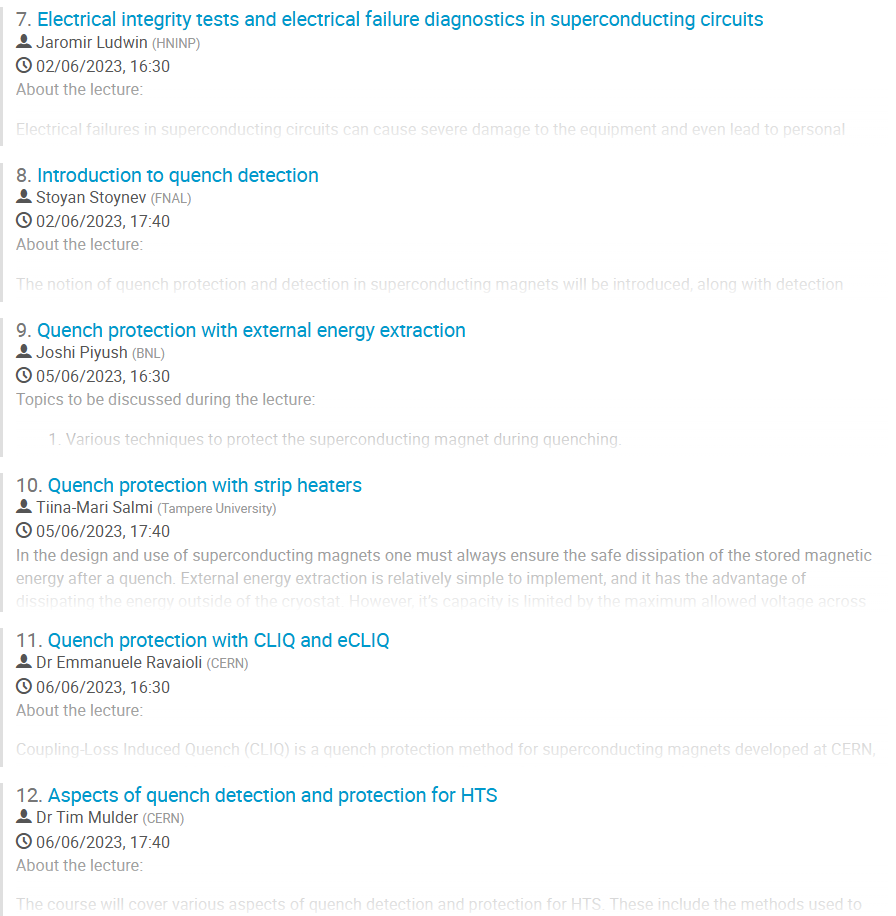 7. Electrical integrity tests and electrical failure diagnostics in superconducting circuits
Jaromir Ludwin (HNINP)
02/06/2023, 16:30
About the lecture:
Electrical failures in superconducting circuits can cause severe damage to the equipment and even lead to personal
8. Introduction to quench detection
Stoyan Stoynev (FNAL)
02/06/2023, 17:40
About the lecture:
The notion of quench protection and detection in superconducting magnets will be introduced, along with detection
9. Quench protection with external energy extraction
Joshi Piyush (BNL)
05/06/2023, 16:30
Topics to be discussed during the lecture:
1. Various techniques to protect the superconducting magnet during quenching.
10. Quench protection with strip heaters
Tiina-Mari Salmi (Tampere University)
05/06/2023, 17:40
In the design and use of superconducting magnets one must always ensure the safe dissipation of the stored magnetic
energy after a quench. External energy extraction is relatively simple to implement, and it has the advantage of
dissipating the energy outside of the cryostat. However, it's capacity is limited by the maximum allowed voltage across
11. Quench protection with CLIQ and eCLIQ
Dr Emmanuele Ravaioli (CERN)
06/06/2023, 16:30
About the lecture:
Coupling-Loss Induced Quench (CLIQ) is a quench protection method for superconducting magnets developed at CERN,
12. Aspects of quench detection and protection for HTS
Dr Tim Mulder (CERN)
06/06/2023, 17:40
About the lecture:
The course will cover various aspects of quench detection and protection for HTS. These include the methods used to